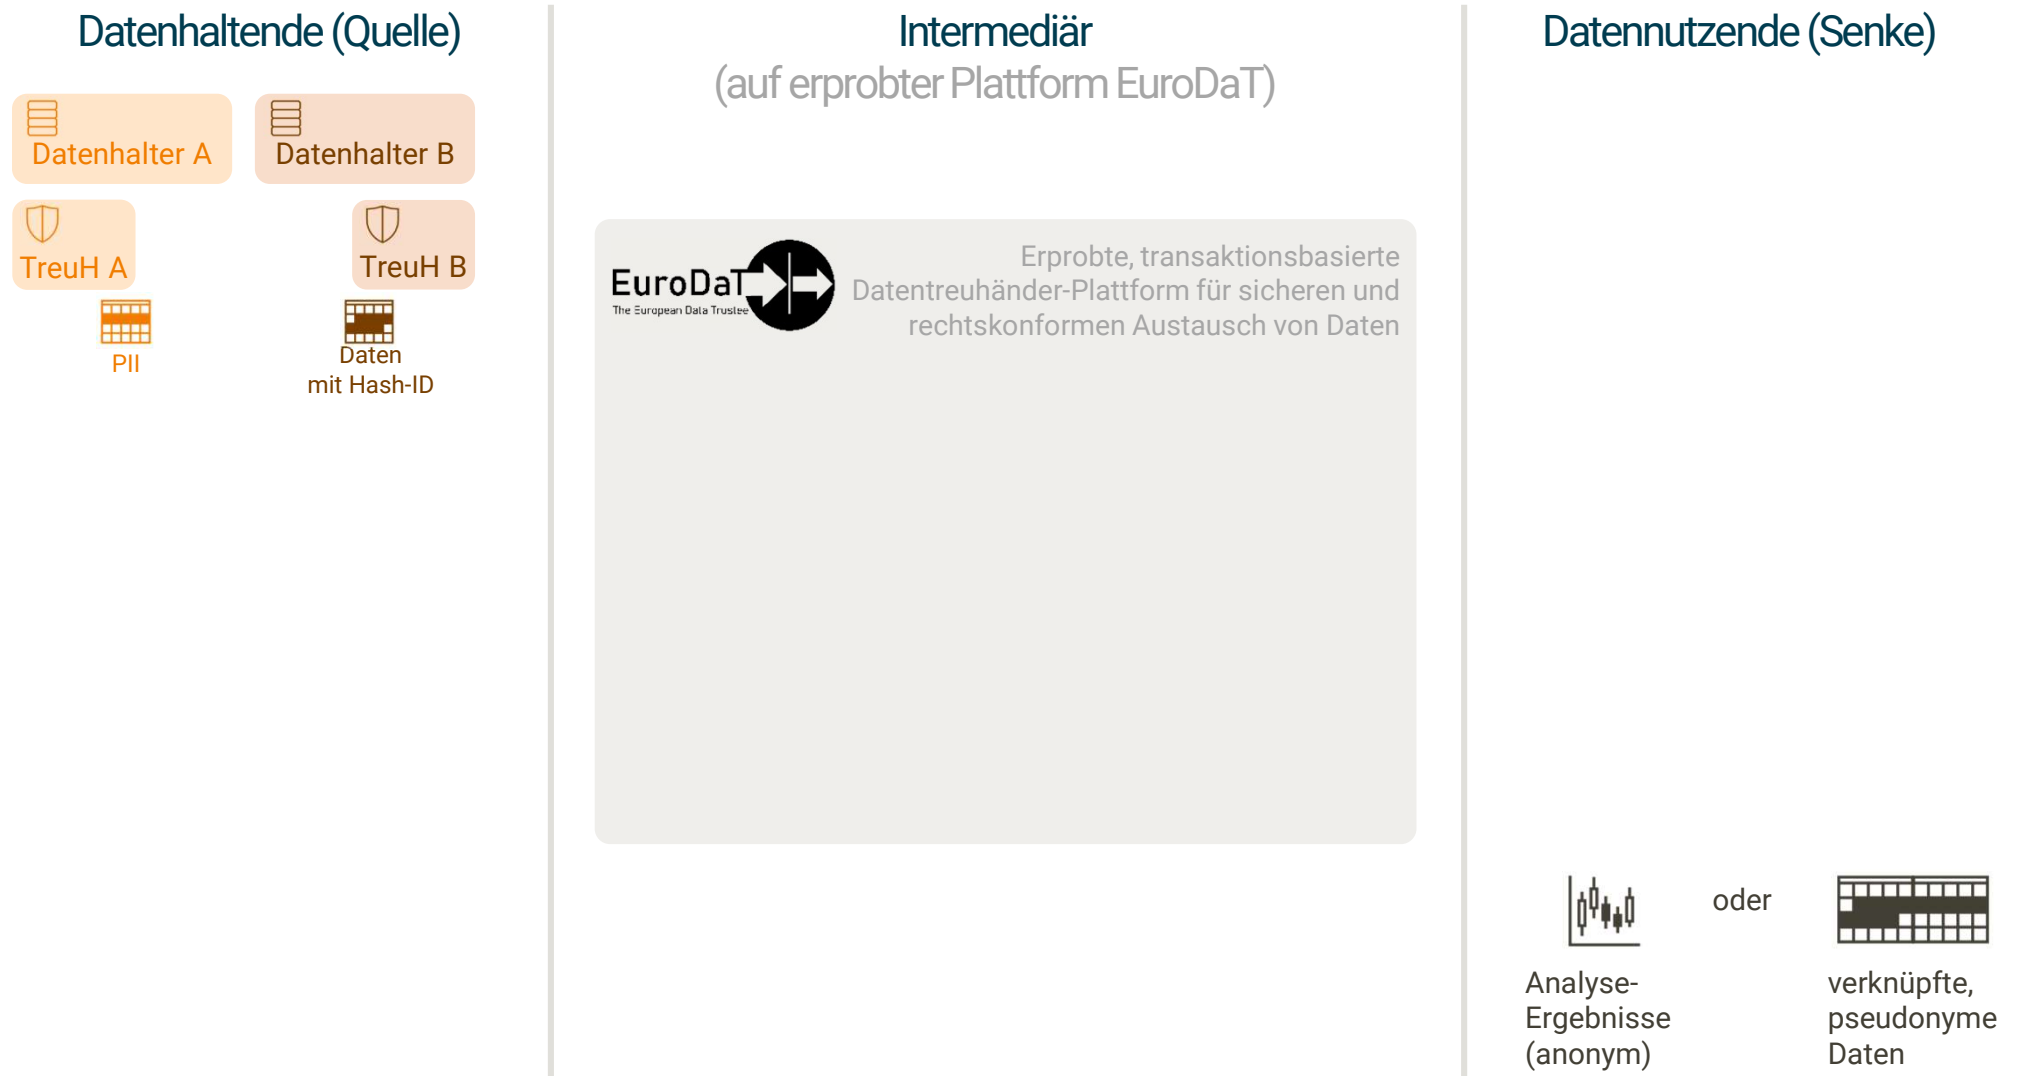 Datenhaltende (Quelle)
Datenhalter A
Datenhalter B
TreuH A
TreuH B
PII
Daten
mit Hash-ID
Intermediär
(auf erprobter Plattform EuroDaT)
EuroDaT
The European Data Trustee
Erprobte, transaktionsbasierte
Datentreuhänder-Plattform für sicheren und
rechtskonformen Austausch von Daten
Datennutzende (Senke)
oder
Analyse-
Ergebnisse
(anonym)
verknüpfte,
pseudonyme
Daten